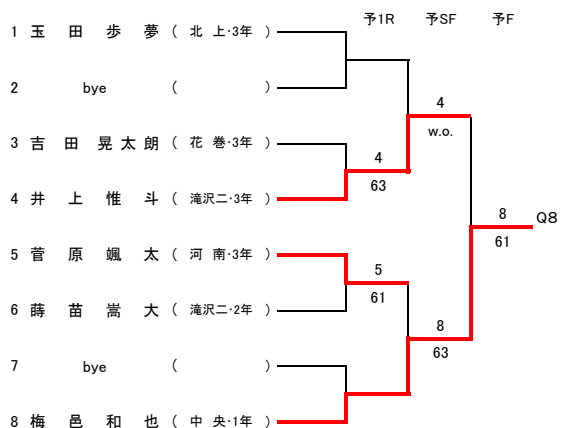 予1R 予SF 予F
1 玉田歩夢 ( 北上・3年 )
4
2 bye ( )
w.o.
3 吉田晃太朗 ( 花巻・3年 )
4
63
4 井上惟斗 ( 滝沢二・3年 )
8 Q8
61
5 菅原颯太 ( 河南・3年 )
5
61
6 蒔苗嵩大 ( 滝沢二・2年 )
8
63
7 bye ( )
8 梅邑和也 ( 中央・1年 )